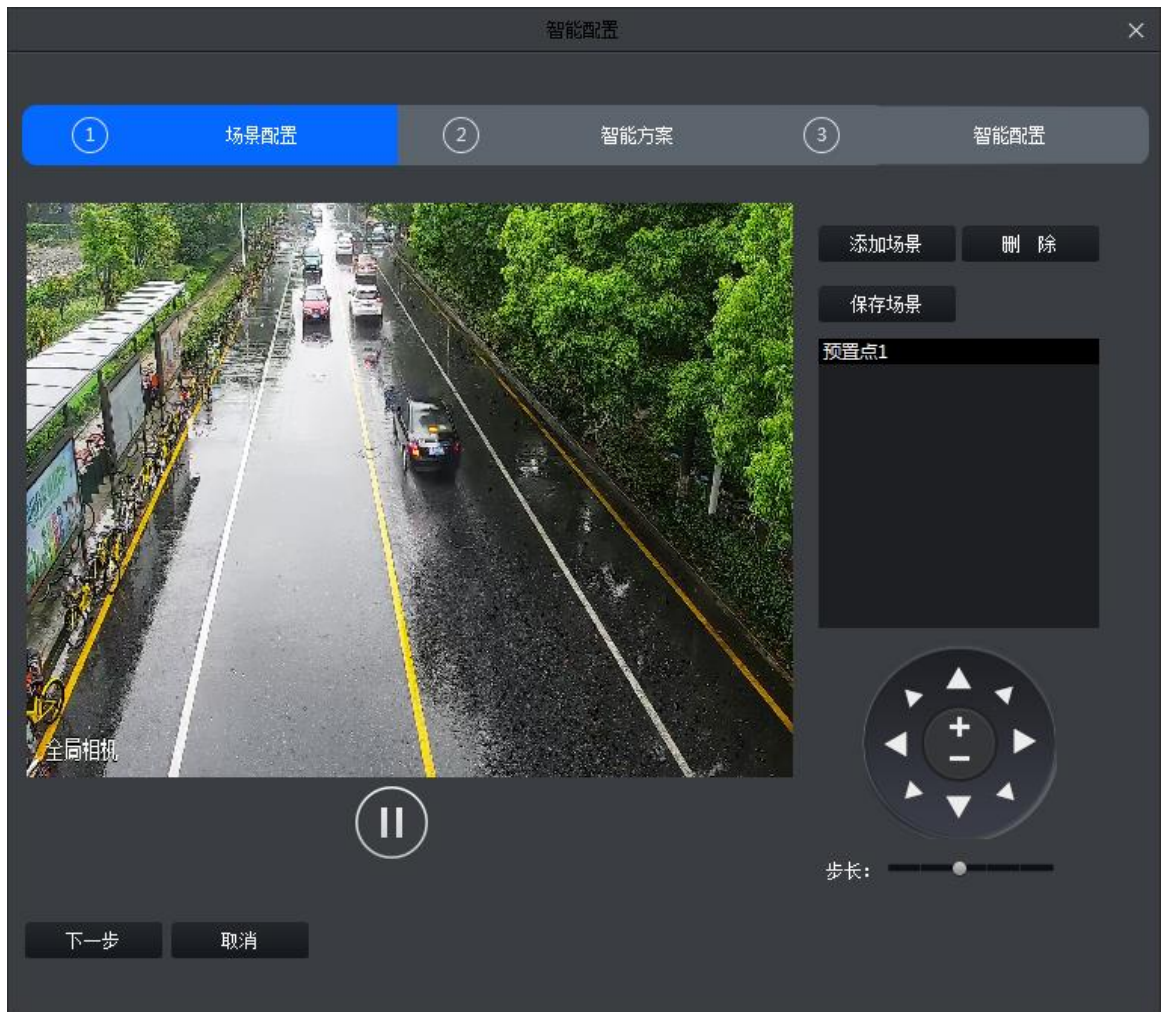 智能配置
1 场景配置 2 智能方案 3 智能配置
添加场景 删 除
保存场景
预置点1
全局相机
步长:
下一步 取消